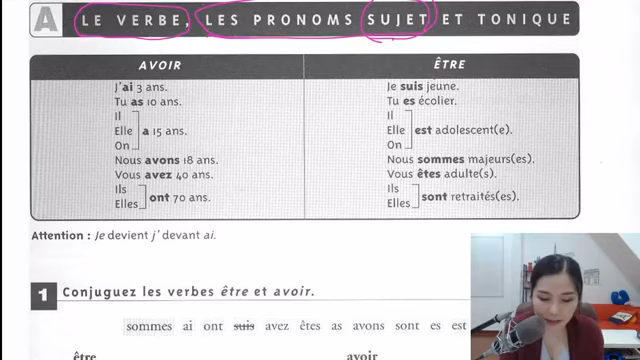 A LE VERBE, LES PRONOMS SUJET ET TONIQUE
AVOIR
J'ai 3 ans.
Tu as 10 ans.
Il
Elle a 15 ans.
On
Nous avons 18 ans.
Vous avez 40 ans.
Ils
ont 70 ans.
Elles
ÊTRE
Je suis jeune.
Tu es écolier.
Il
Elle est adolescent(e).
On
Nous sommes majeurs(es).
Vous êtes adulte(s).
Ils
sont retraités(es).
Elles
Attention : Je devient j' devant ai.
1 Conjuguez les verbes être et avoir.
sommes ai ont suis avez êtes as avons sont es est
être avoir